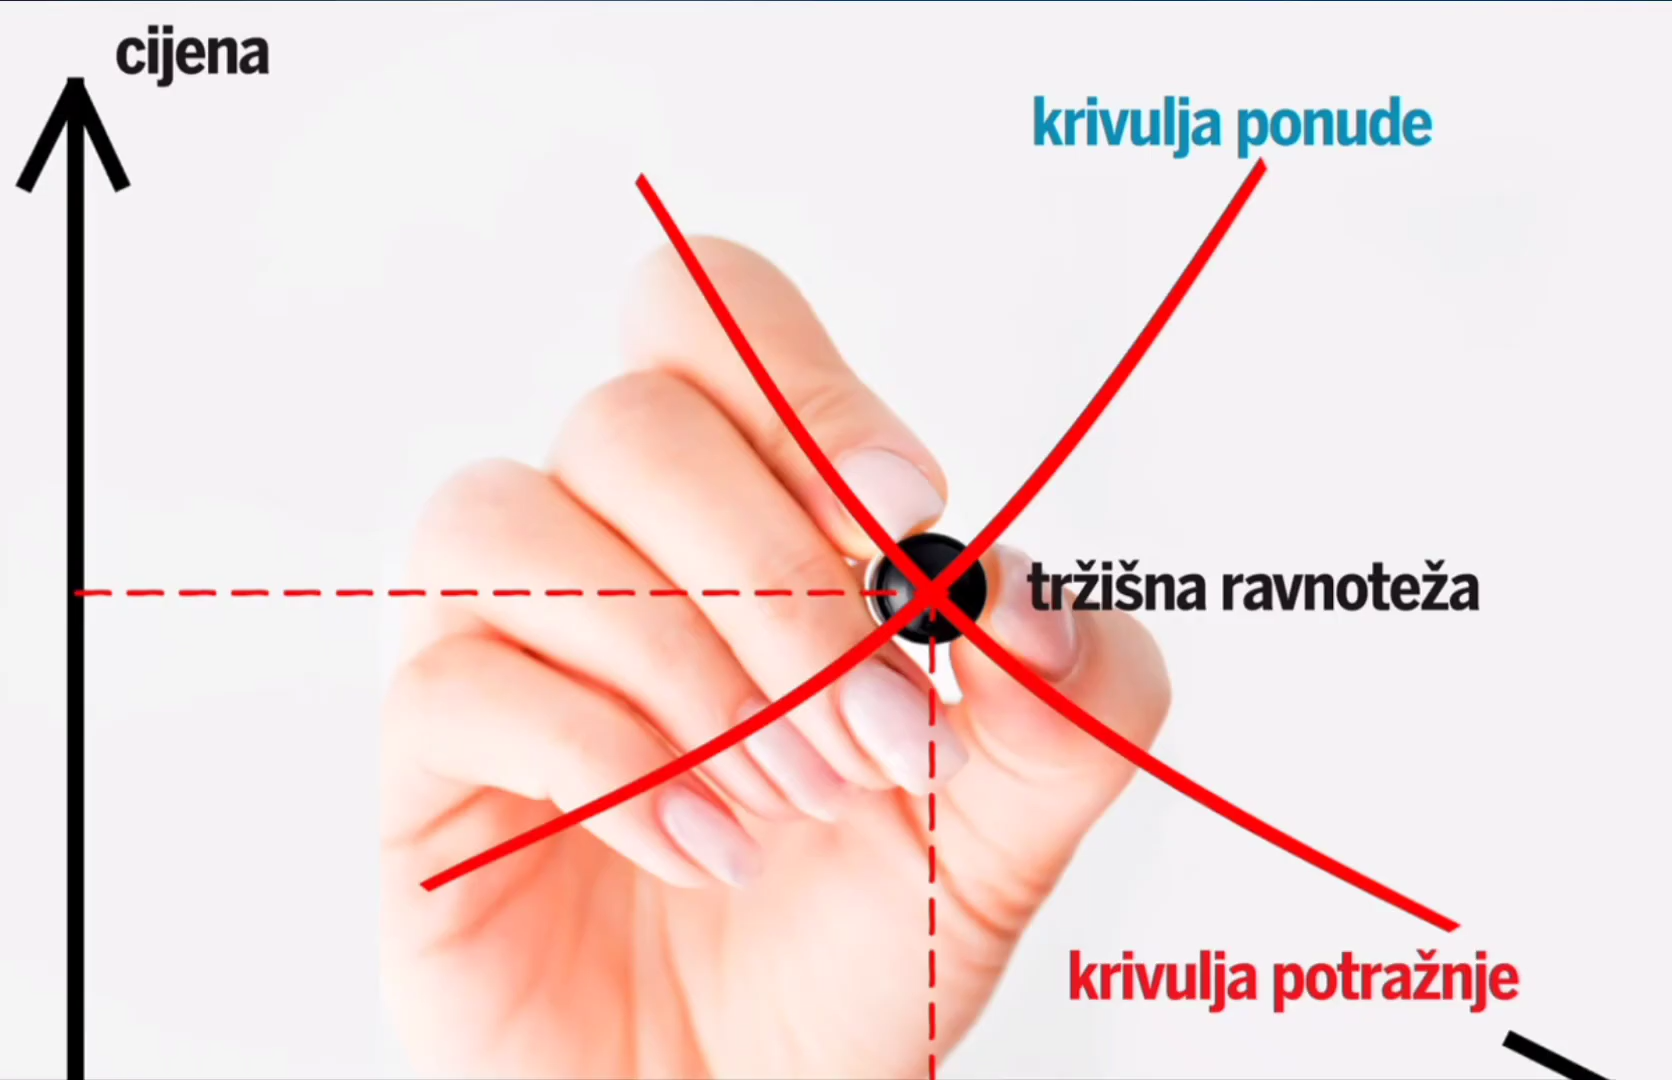 cijena
krivulja ponude
tržišna ravnoteža
krivulja potražnje